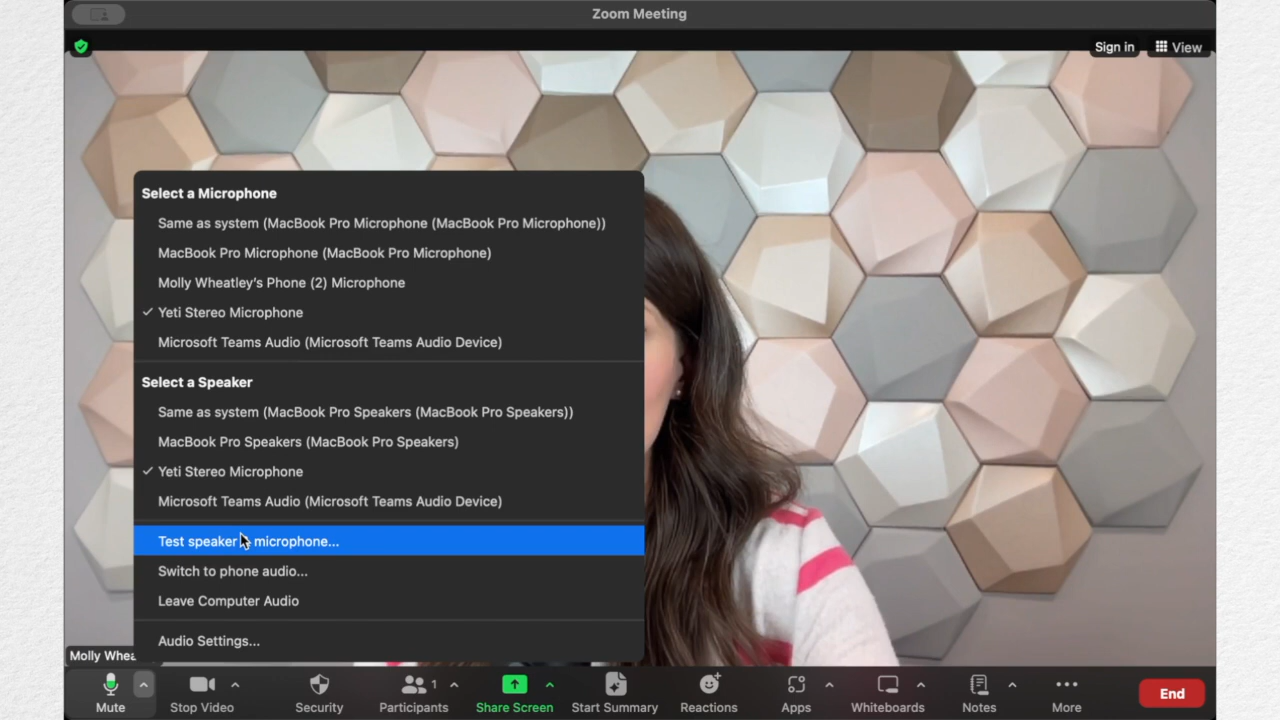 Zoom Meeting
Sign in
View
Select a Microphone
Same as system (MacBook Pro Microphone (MacBook Pro Microphone))
MacBook Pro Microphone (MacBook Pro Microphone)
Molly Wheatley's Phone (2) Microphone
✓ Yeti Stereo Microphone
Microsoft Teams Audio (Microsoft Teams Audio Device)
Select a Speaker
Same as system (MacBook Pro Speakers (MacBook Pro Speakers))
MacBook Pro Speakers (MacBook Pro Speakers)
✓ Yeti Stereo Microphone
Microsoft Teams Audio (Microsoft Teams Audio Device)
Test speaker microphone...
Switch to phone audio...
Leave Computer Audio
Audio Settings...
Molly Whea
Mute
Stop Video
Security
1
Participants
Share Screen
Start Summary
Reactions
Apps
Whiteboards
Notes
More
End